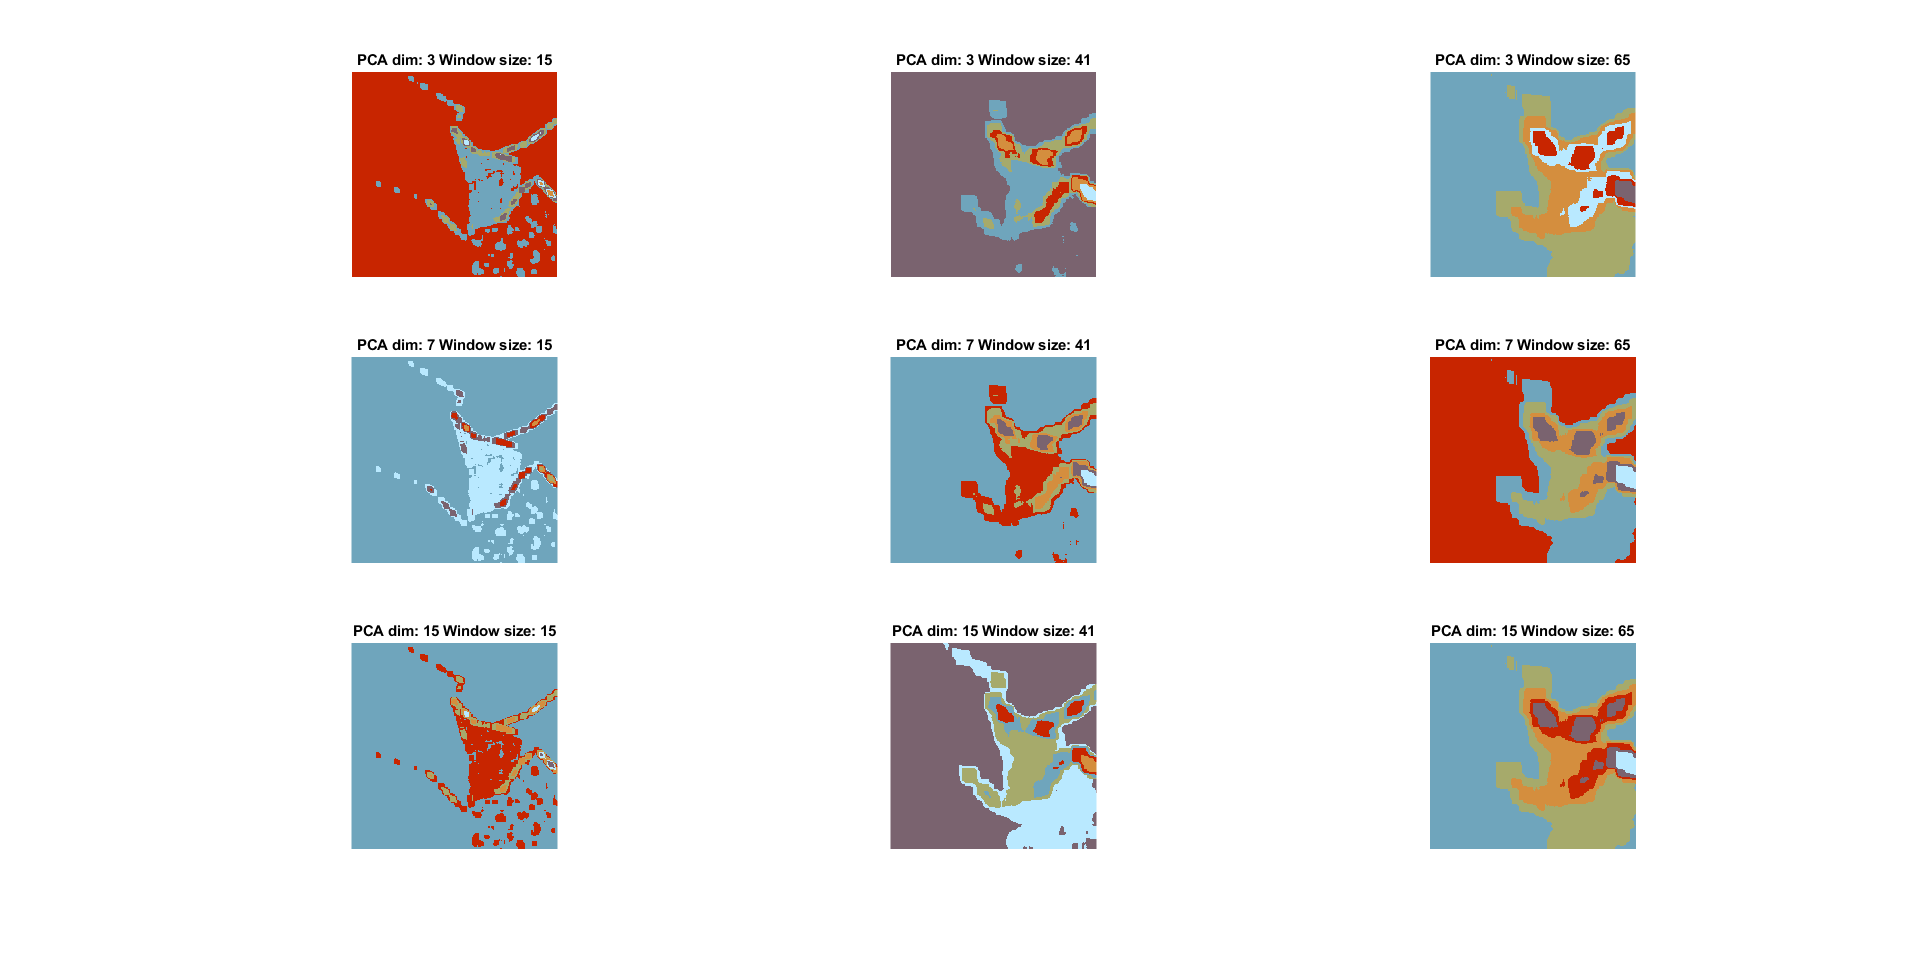 PCA dim: 3 Window size: 15
PCA dim: 3 Window size: 41
PCA dim: 3 Window size: 65
PCA dim: 7 Window size: 15
PCA dim: 7 Window size: 41
PCA dim: 7 Window size: 65
PCA dim: 15 Window size: 15
PCA dim: 15 Window size: 41
PCA dim: 15 Window size: 65